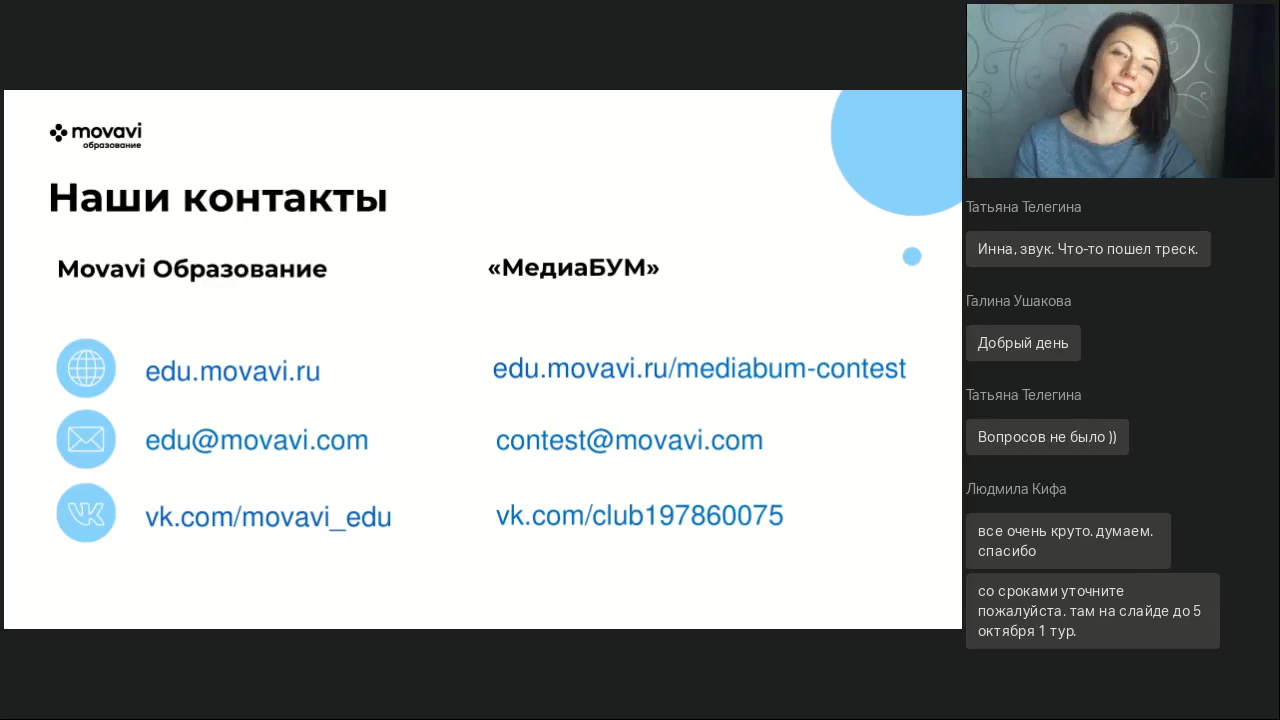 movavi
образование
Наши контакты
Movavi Образование
«МедиаБУМ»
edu.movavi.ru
edu.movavi.ru/mediabum-contest
edu@movavi.com
contest@movavi.com
vk.com/movavi_edu
vk.com/club197860075
Татьяна Телегина
Инна, звук. Что-то пошел треск.
Галина Ушакова
Добрый день
Татьяна Телегина
Вопросов не было ))
Людмила Кифа
все очень круто. думаем.
спасибо
со сроками уточните
пожалуйста. там на слайде до 5
октября 1 тур.